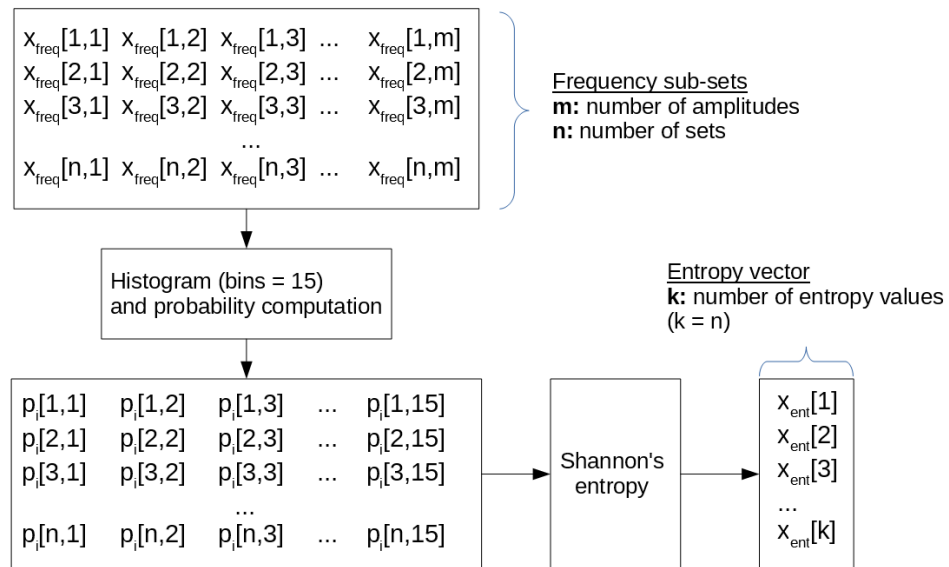 x_freq[1,1] x_freq[1,2] x_freq[1,3] ... x_freq[1,m]
x_freq[2,1] x_freq[2,2] x_freq[2,3] ... x_freq[2,m]
x_freq[3,1] x_freq[3,2] x_freq[3,3] ... x_freq[3,m]
...
x_freq[n,1] x_freq[n,2] x_freq[n,3] ... x_freq[n,m]
Frequency sub-sets
m: number of amplitudes
n: number of sets
Histogram (bins = 15)
and probability computation
Entropy vector
k: number of entropy values
(k = n)
p_i[1,1] p_i[1,2] p_i[1,3] ... p_i[1,15]
p_i[2,1] p_i[2,2] p_i[2,3] ... p_i[2,15]
p_i[3,1] p_i[3,2] p_i[3,3] ... p_i[3,15]
...
p_i[n,1] p_i[n,2] p_i[n,3] ... p_i[n,15]
Shannon's
entropy
x_ent[1]
x_ent[2]
x_ent[3]
...
x_ent[k]